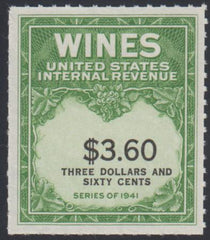 WINES
UNITED STATES
INTERNAL REVENUE
$3.60
THREE DOLLARS AND
SIXTY CENTS
SERIES OF 1941